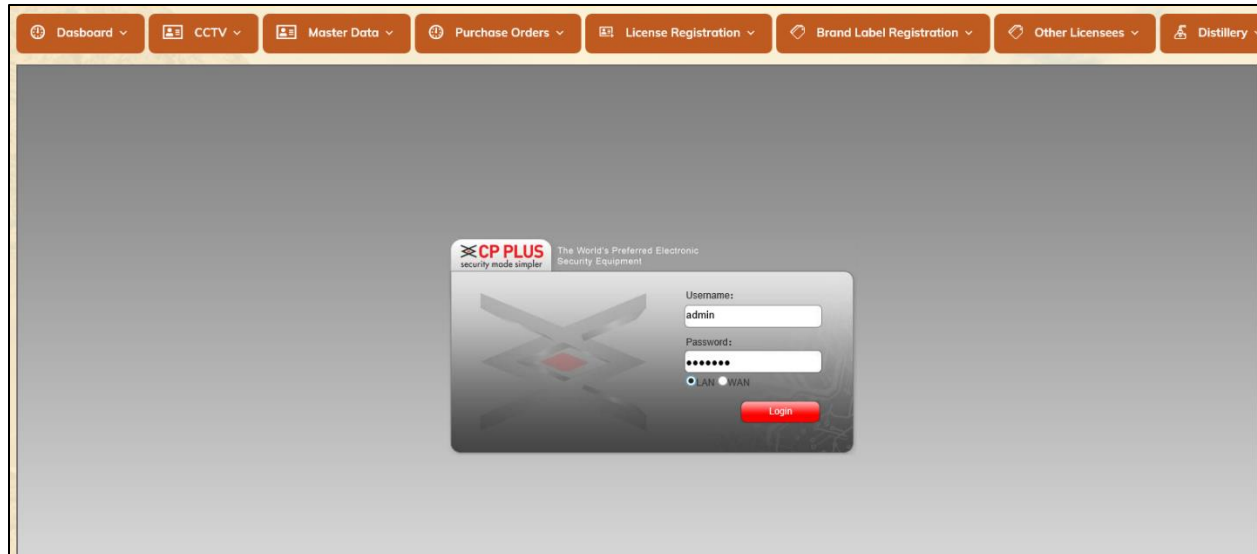 Dasboard CCTV Master Data Purchase Orders License Registration Brand Label Registration Other Licensees Distillery
CP PLUS
security made simpler
The World's Preferred Electronic
Security Equipment
Username:
admin
Password:
•••••••
LAN WAN
Login